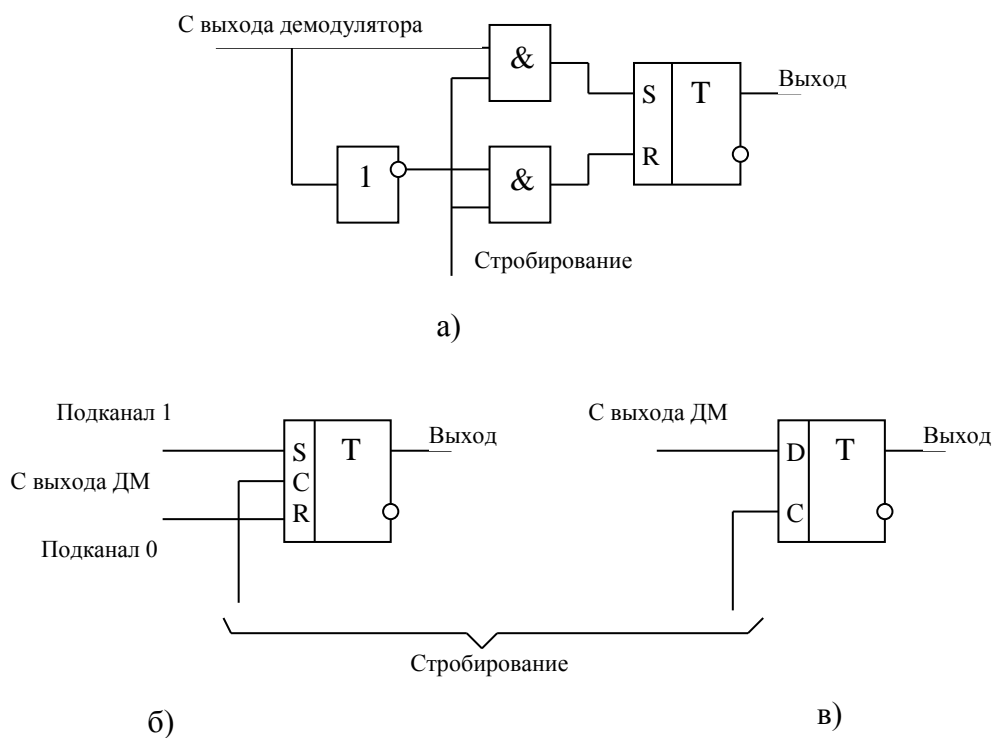 С выхода демодулятора
&
S T Выход
R
1
&
Стробирование
а)
Подканал 1
S T Выход
С выхода ДМ
C
R
Подканал 0
С выхода ДМ
D T Выход
C
Стробирование
б)
в)